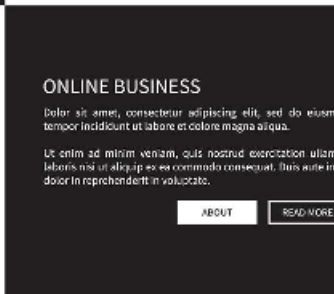 ONLINE BUSINESS
Dolor sit amet, consectetur adipiscing elit, sed do eiusm
tempor incididunt ut labore et dolore magna aliqua.
Ut enim ad minim veniam, quis nostrud exercitation ullam
laboris nisi ut aliquip ex ea commodo consequat. Duis aute in
dolor in reprehenderit in voluptate.
ABOUT
READ MORE